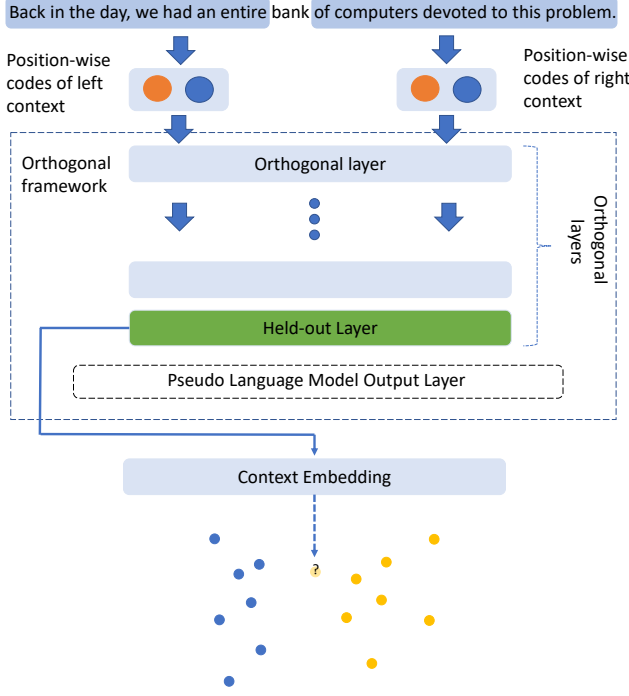 Back in the day, we had an entire bank of computers devoted to this problem.
Position-wise
codes of left
context
Position-wise
codes of right
context
Orthogonal
framework
Orthogonal layer
Orthogonal
layers
Held-out Layer
Pseudo Language Model Output Layer
Context Embedding
?